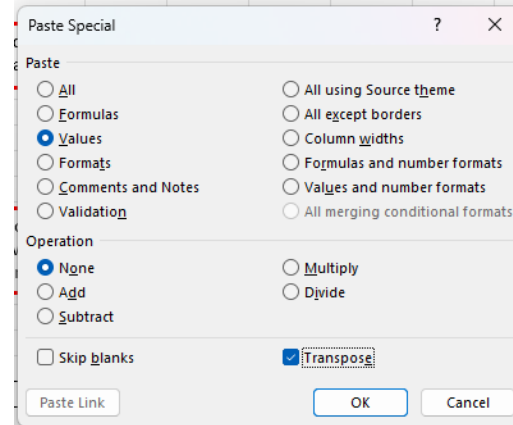 Paste Special ? ×
Paste
All
Formulas
Values
Formats
Comments and Notes
Validation
All using Source theme
All except borders
Column widths
Formulas and number formats
Values and number formats
All merging conditional formats
Operation
None
Add
Subtract
Multiply
Divide
Skip blanks
Transpose
Paste Link
OK
Cancel